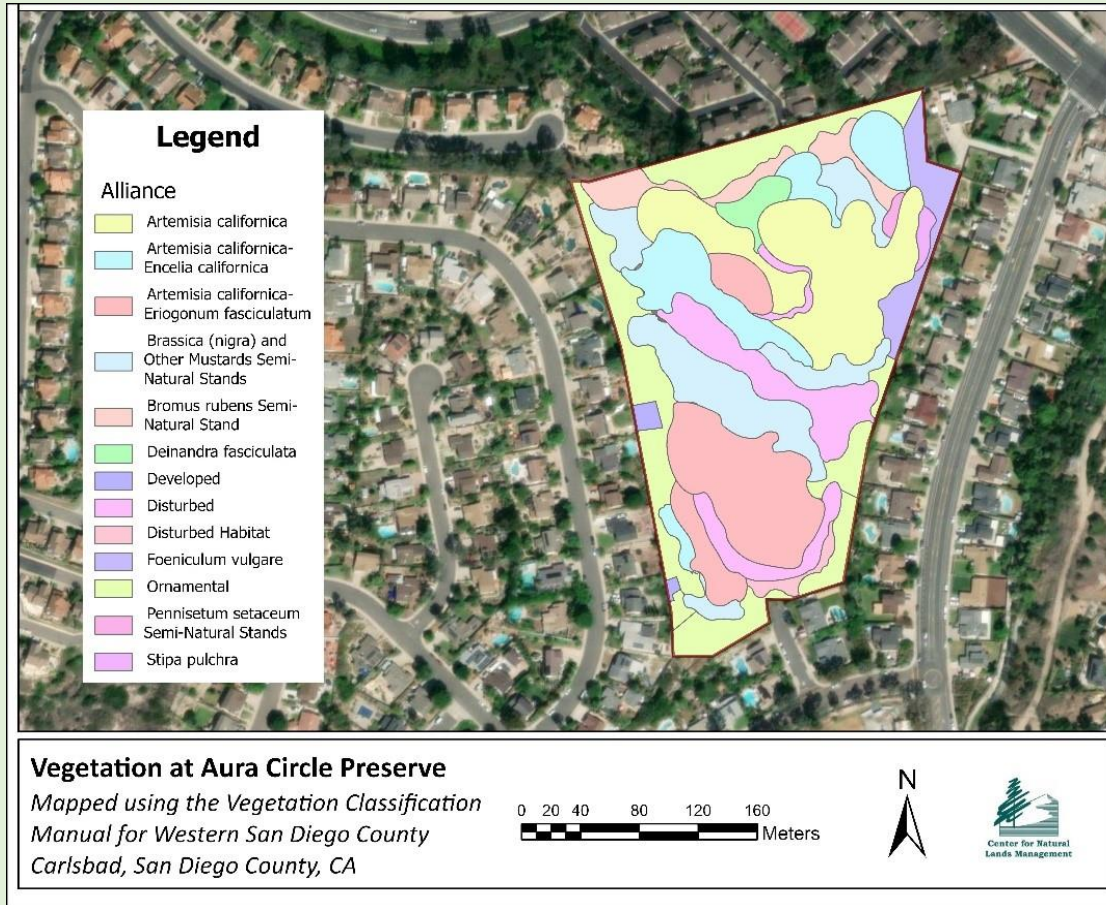 Legend
Alliance
Artemisia californica
Artemisia californica-
Encelia californica
Artemisia californica-
Eriogonum fasciculatum
Brassica (nigra) and
Other Mustards Semi-
Natural Stands
Bromus rubens Semi-
Natural Stand
Deinandra fasciculata
Developed
Disturbed
Disturbed Habitat
Foeniculum vulgare
Ornamental
Pennisetum setaceum
Semi-Natural Stands
Stipa pulchra
Vegetation at Aura Circle Preserve
Mapped using the Vegetation Classification
Manual for Western San Diego County
Carlsbad, San Diego County, CA
0 20 40 80 120 160
Meters
N
Center for Natural
Lands Management